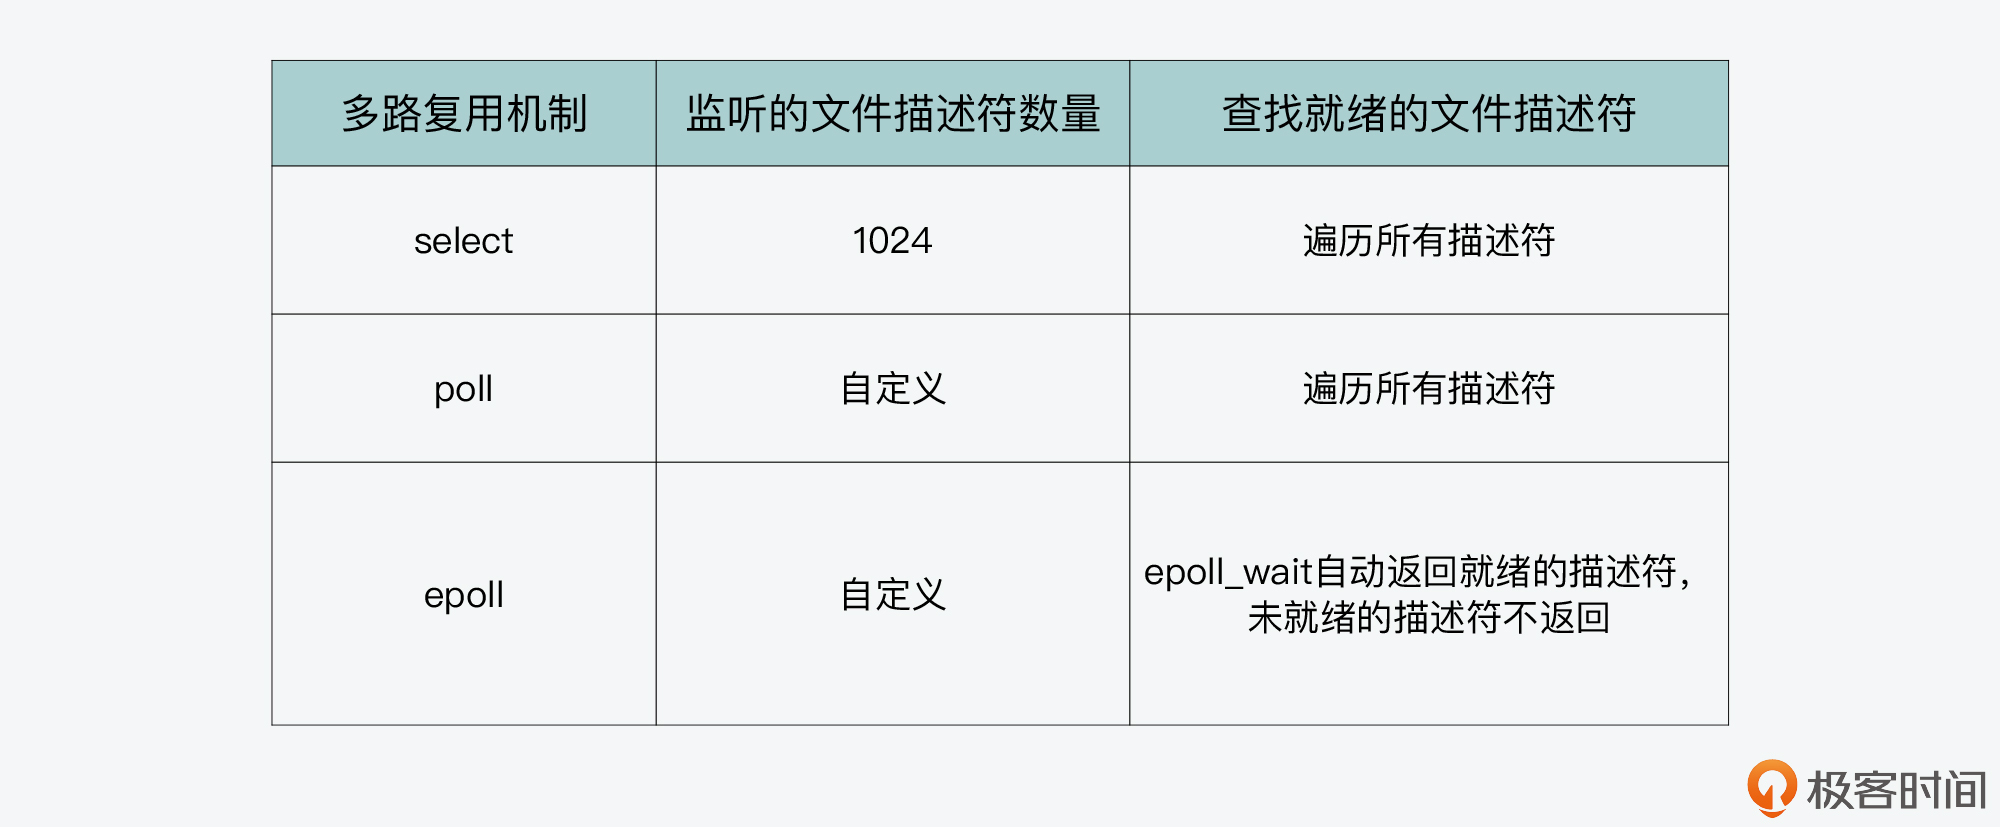 多路复用机制 监听的文件描述符数量 查找就绪的文件描述符
select 1024 遍历所有描述符
poll 自定义 遍历所有描述符
epoll 自定义 epoll_wait自动返回就绪的描述符，
未就绪的描述符不返回
极客时间